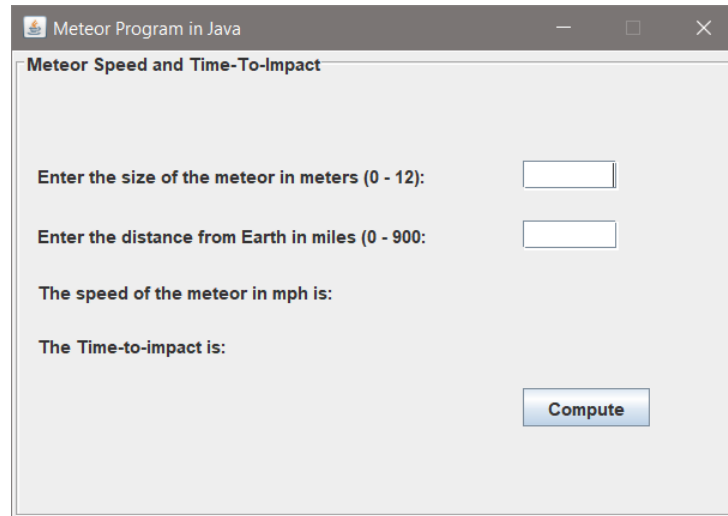 Meteor Program in Java
Meteor Speed and Time-To-Impact
Enter the size of the meteor in meters (0 - 12):
Enter the distance from Earth in miles (0 - 900:
The speed of the meteor in mph is:
The Time-to-impact is:
Compute